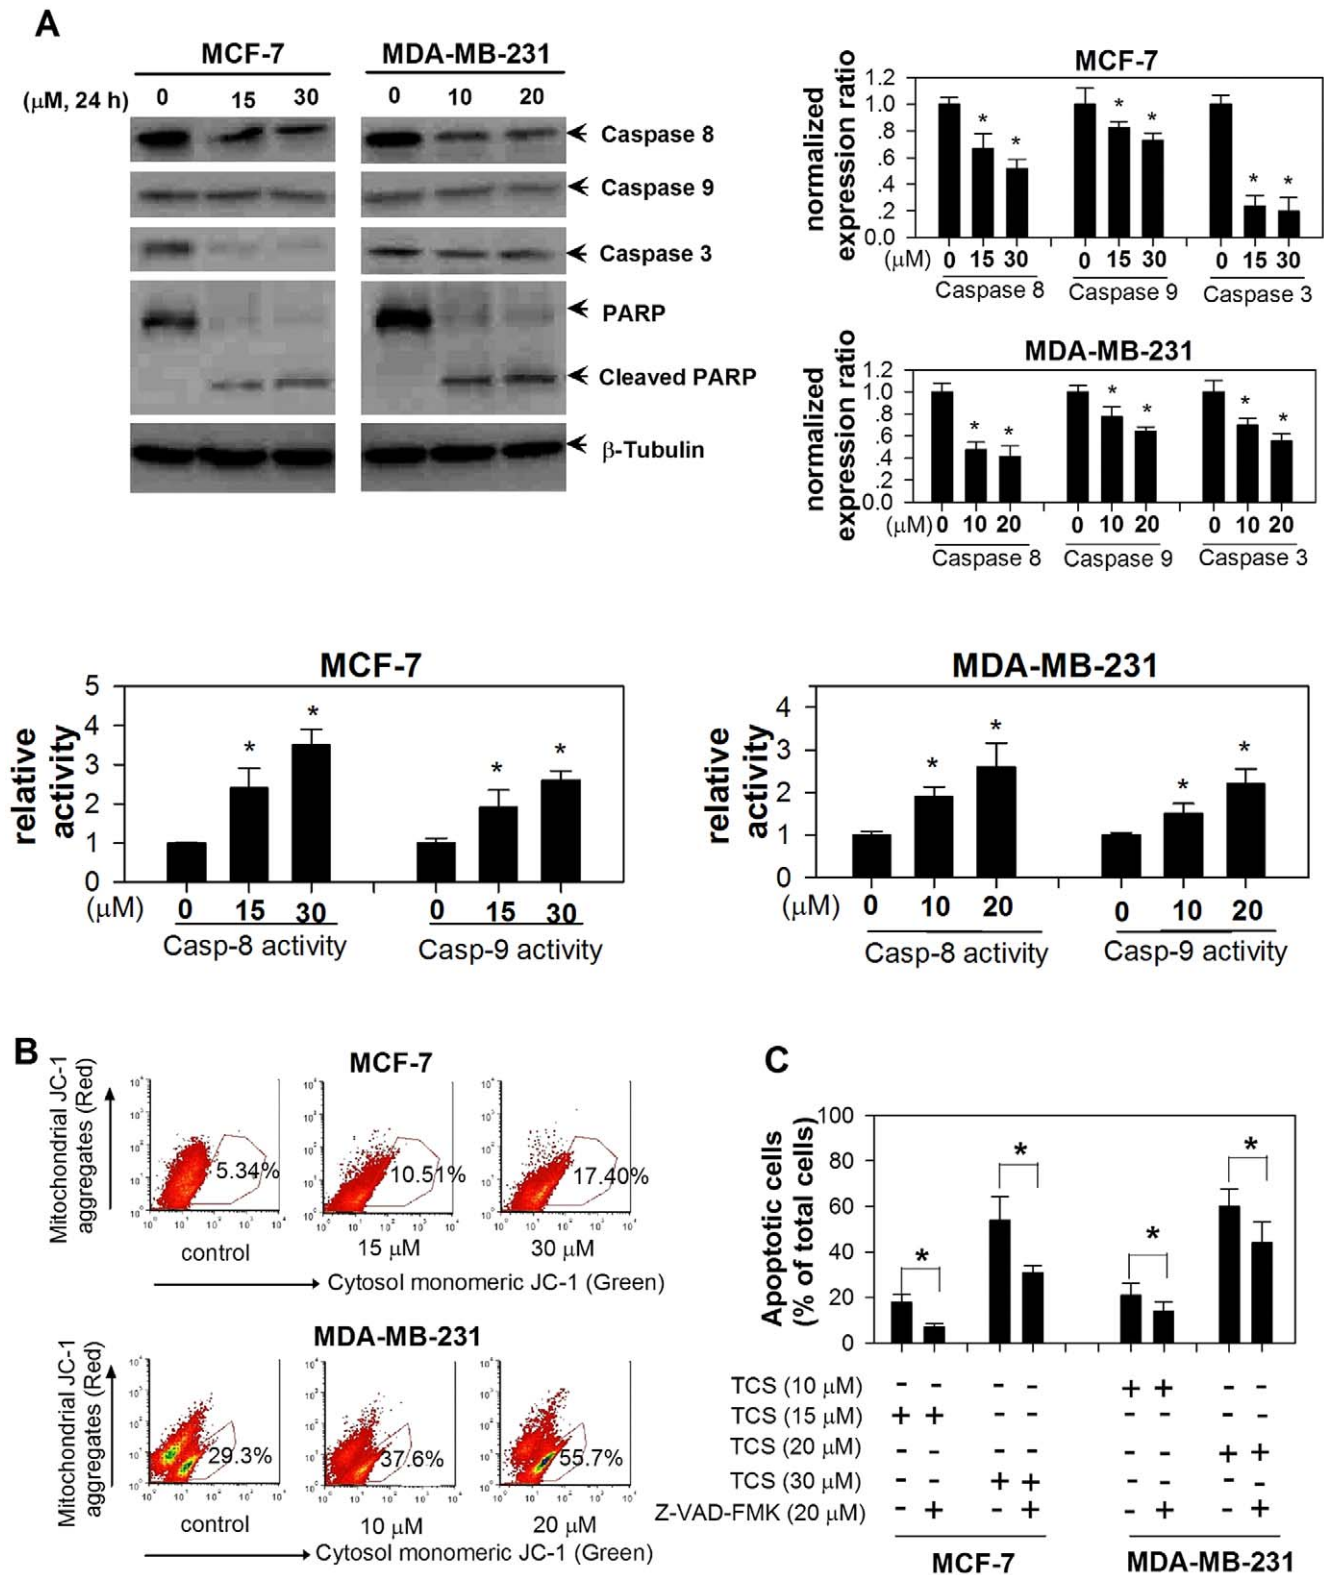 A
MCF-7 MDA-MB-231
(μM, 24 h) 0 15 30 0 10 20
Caspase 8
Caspase 9
Caspase 3
PARP
Cleaved PARP
β-Tubulin
MCF-7
normalized
expression ratio
1.2
1.0
.8
.6
.4
.2
0.0
(μM) 0 15 30 0 15 30 0 15 30
* * * * * *
Caspase 8 Caspase 9 Caspase 3
MDA-MB-231
normalized
expression ratio
1.2
1.0
.8
.6
.4
.2
0.0
(μM) 0 10 20 0 10 20 0 10 20
* * * * * *
Caspase 8 Caspase 9 Caspase 3
MCF-7
relative
activity
5
4
3
2
1
0
* * * *
(μM) 0 15 30 0 15 30
Casp-8 activity Casp-9 activity
MDA-MB-231
relative
activity
4
3
2
1
0
* * * *
(μM) 0 10 20 0 10 20
Casp-8 activity Casp-9 activity
B
MCF-7
Mitochondrial JC-1
aggregates (Red)
5.34% 10.51% 17.40%
control 15 μM 30 μM
Cytosol monomeric JC-1 (Green)
MDA-MB-231
Mitochondrial JC-1
aggregates (Red)
29.3% 37.6% 55.7%
control 10 μM 20 μM
Cytosol monomeric JC-1 (Green)
C
Apoptotic cells
(% of total cells)
100
80
60
40
20
0
* * * *
TCS (10 μM) - - - - + + - -
TCS (15 μM) + + - - - - - -
TCS (20 μM) - - - - - - + +
TCS (30 μM) - - + + - - - -
Z-VAD-FMK (20 μM) - + - + - + - +
MCF-7 MDA-MB-231